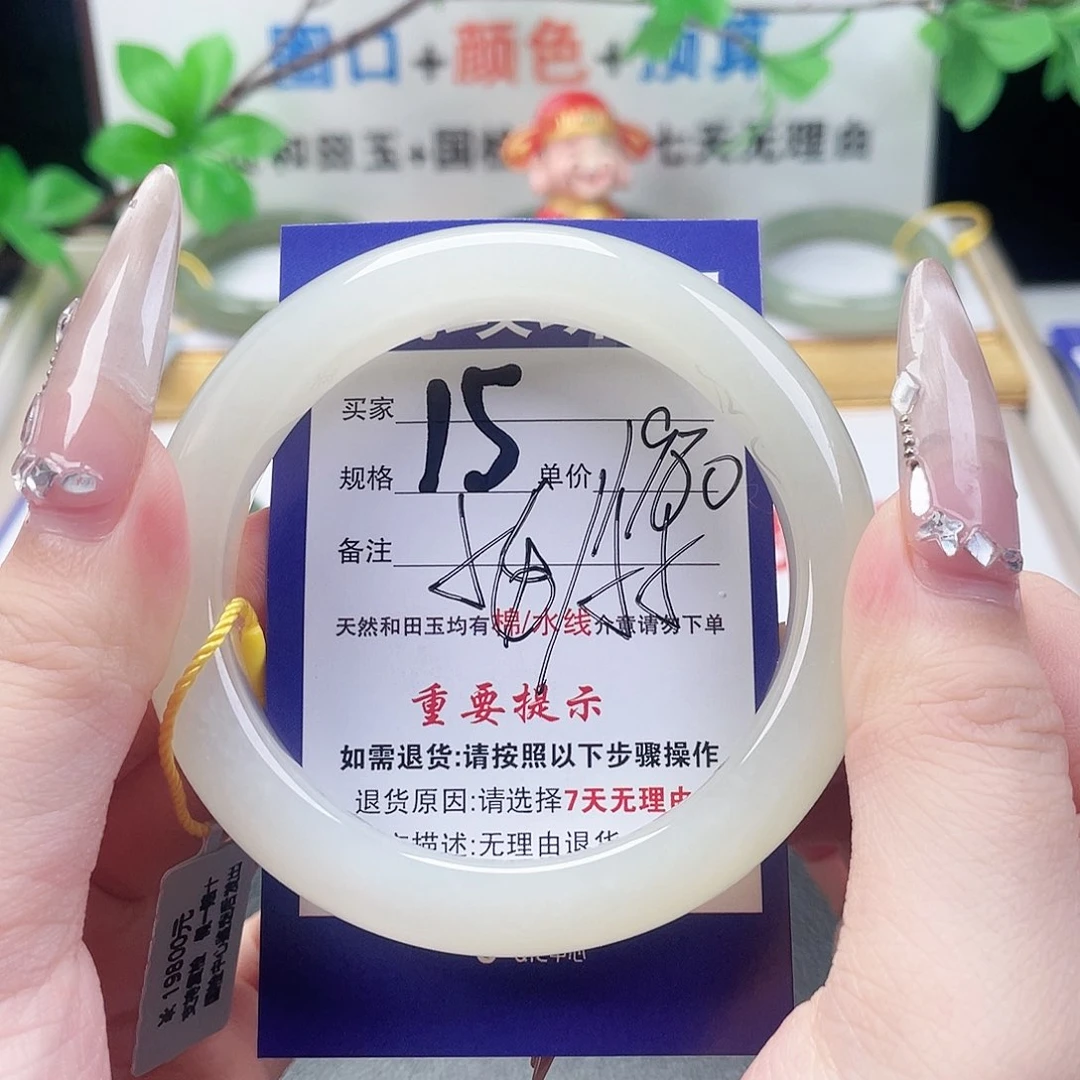 圈口+颜色+预算
和田玉+国检 七天无理由
买家
15
规格 单价
1980
备注
天然和田玉均有棉/水线介意请勿下单
重要提示
如需退货:请按照以下步骤操作
退货原因:请选择7天无理由
描述:无理由退货
¥19800元
假一赔十